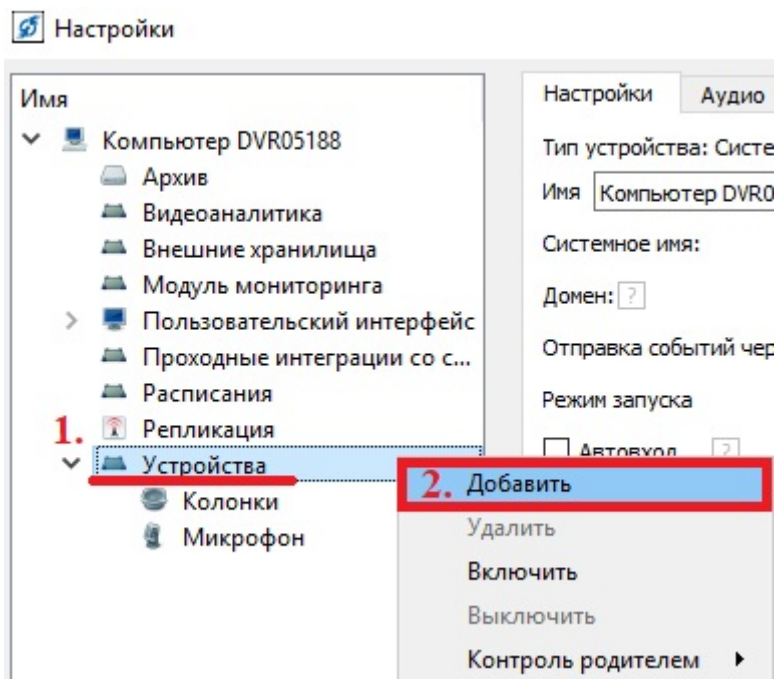 Настройки
Имя
Компьютер DVR05188
Архив
Видеоаналитика
Внешние хранилища
Модуль мониторинга
Пользовательский интерфейс
Проходные интеграции со с...
Расписания
1. Репликация
Устройства
Колонки
Микрофон
Настройки Аудио
Тип устройства: Систе
Имя Компьютер DVR0
Системное имя:
Домен: ?
Отправка событий чер
Режим запуска
Автовход ?
2. Добавить
Удалить
Включить
Выключить
Контроль родителем